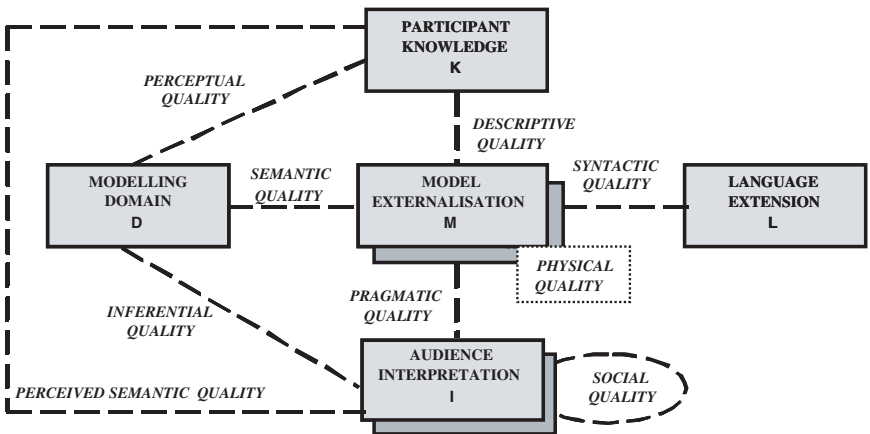 PARTICIPANT
KNOWLEDGE
K
PERCEPTUAL
QUALITY
DESCRIPTIVE
QUALITY
MODELLING
DOMAIN
D
SEMANTIC
QUALITY
MODEL
EXTERNALISATION
M
SYNTACTIC
QUALITY
LANGUAGE
EXTENSION
L
PHYSICAL
QUALITY
INFERENTIAL
QUALITY
PRAGMATIC
QUALITY
AUDIENCE
INTERPRETATION
I
SOCIAL
QUALITY
PERCEIVED SEMANTIC QUALITY